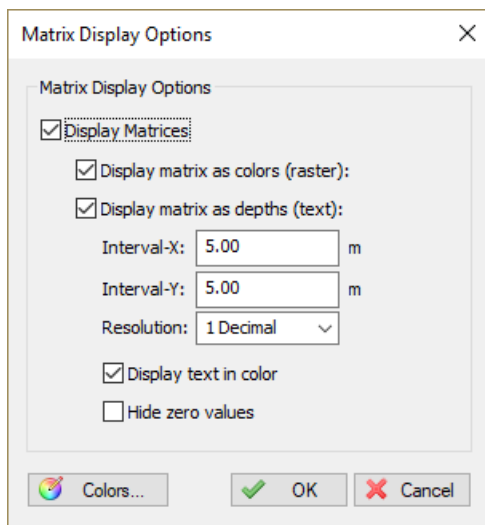 Matrix Display Options
Matrix Display Options
Display Matrices
Display matrix as colors (raster):
Display matrix as depths (text):
Interval-X: 5.00 m
Interval-Y: 5.00 m
Resolution: 1 Decimal
Display text in color
Hide zero values
Colors... OK Cancel